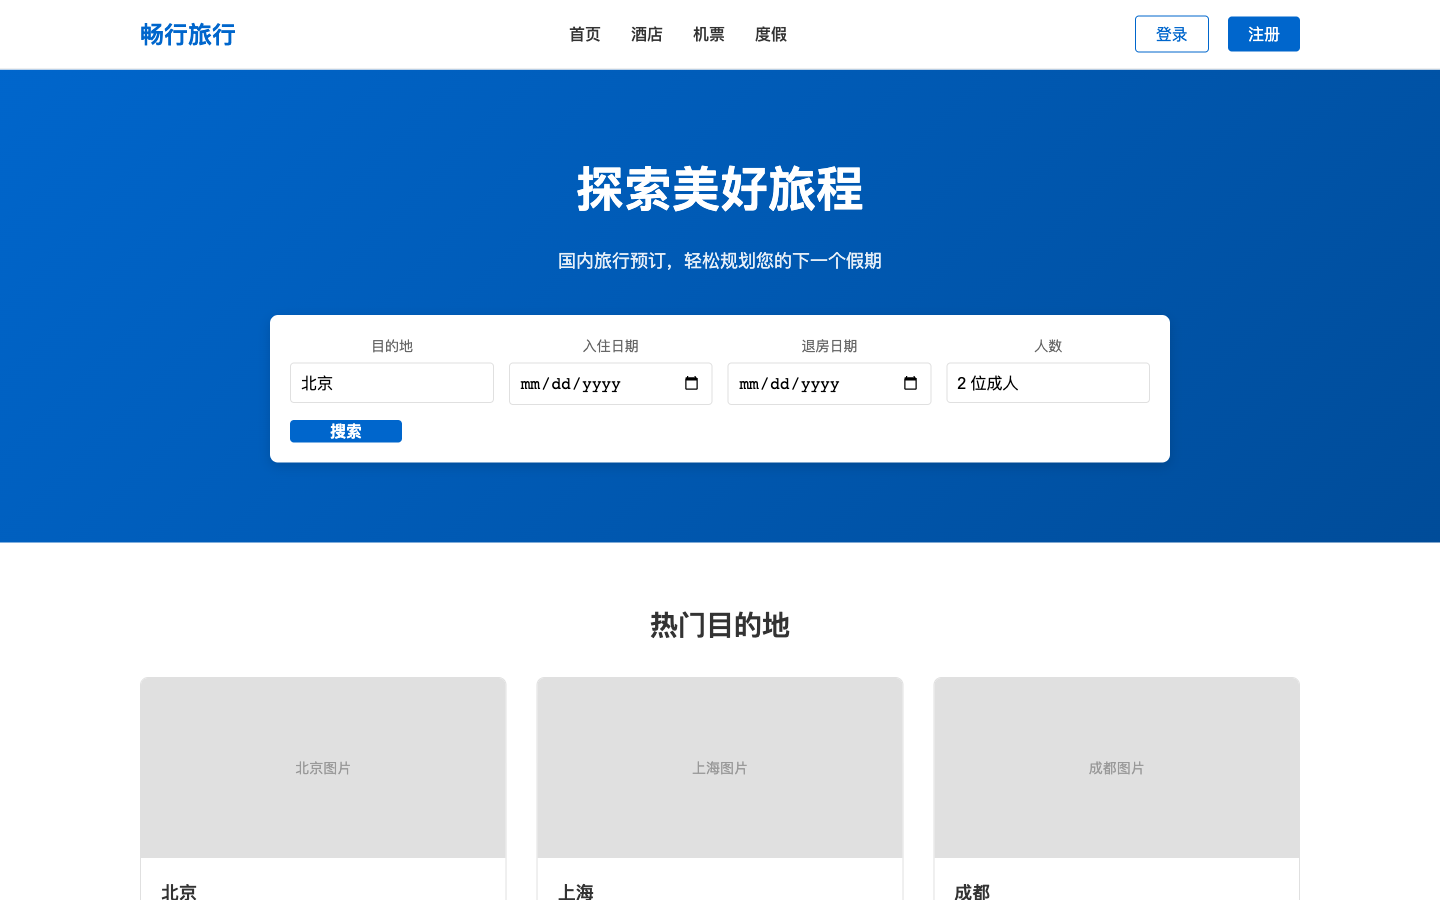 畅行旅行
首页 酒店 机票 度假
登录 注册
探索美好旅程
国内旅行预订，轻松规划您的下一个假期
目的地 入住日期 退房日期 人数
北京 mm/dd/yyyy mm/dd/yyyy 2 位成人
搜索
热门目的地
北京图片 上海图片 成都图片
北京 上海 成都